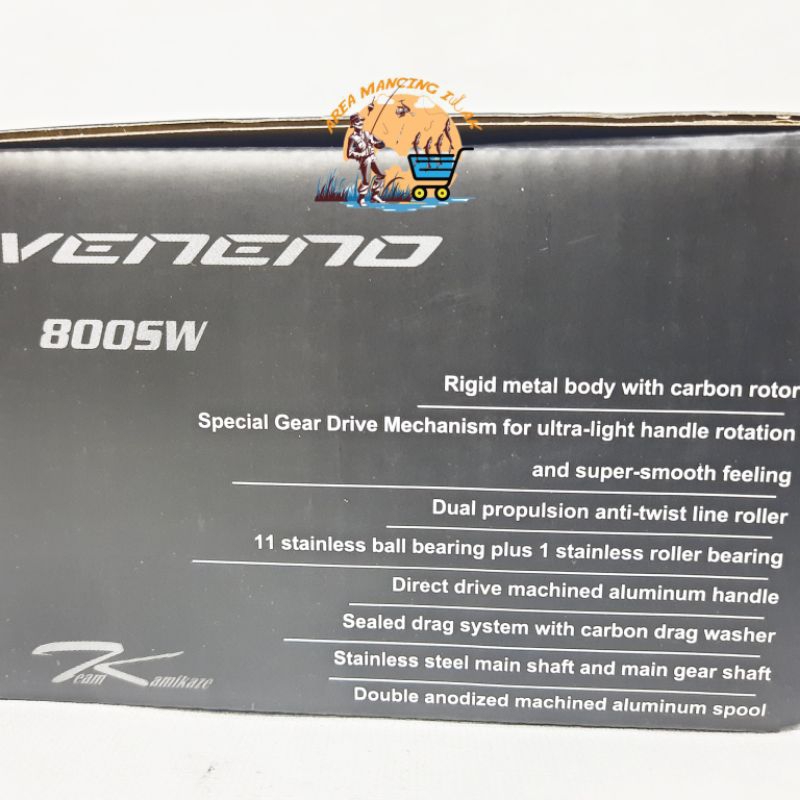 AREA MANCING
VENENO
800SW
Rigid metal body with carbon rotor
Special Gear Drive Mechanism for ultra-light handle rotation
and super-smooth feeling
Dual propulsion anti-twist line roller
11 stainless ball bearing plus 1 stainless roller bearing
Direct drive machined aluminum handle
Sealed drag system with carbon drag washer
Stainless steel main shaft and main gear shaft
Double anodized machined aluminum spool
Team Kamikaze